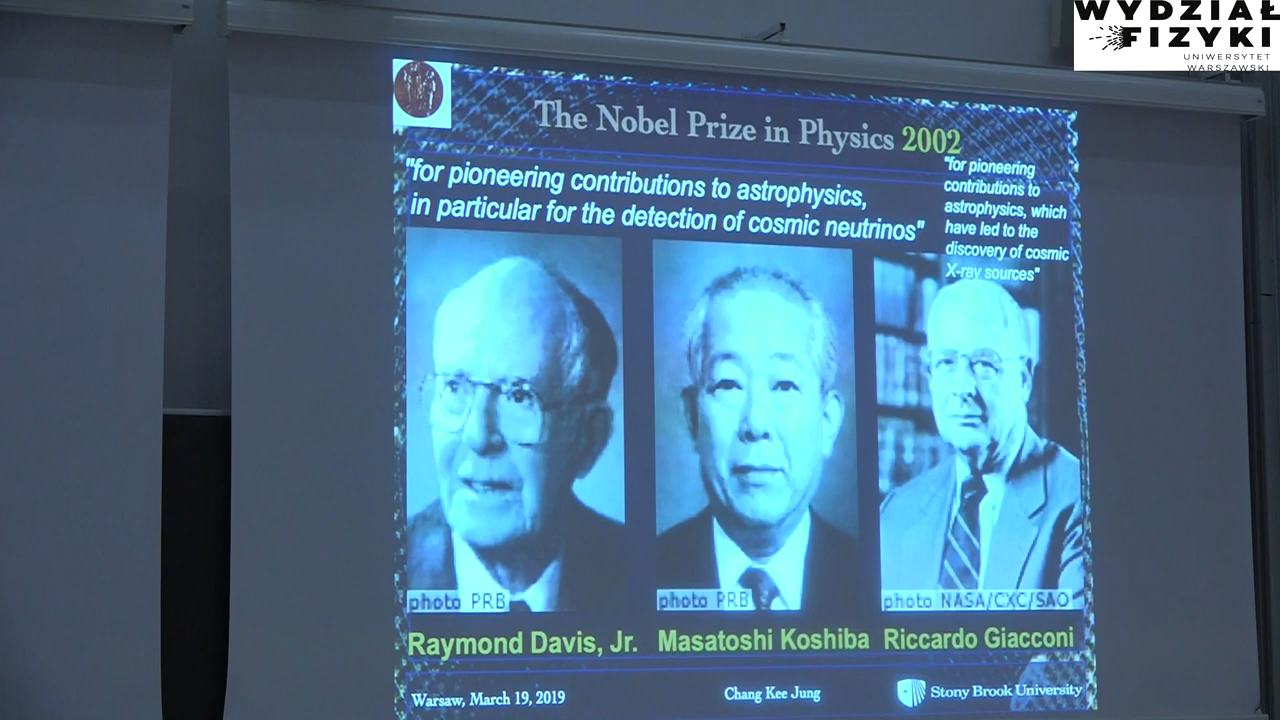 WYDZIAŁ
FIZYKI
UNIWERSYTET
WARSZAWSKI
The Nobel Prize in Physics 2002
"for pioneering contributions to astrophysics,
in particular for the detection of cosmic neutrinos"
"for pioneering
contributions to
astrophysics, which
have led to the
discovery of cosmic
X-ray sources"
photo PRB
photo PRB
photo NASA/CXC/SAO
Raymond Davis, Jr.
Masatoshi Koshiba
Riccardo Giacconi
Warsaw, March 19, 2019
Chang Kee Jung
Stony Brook University